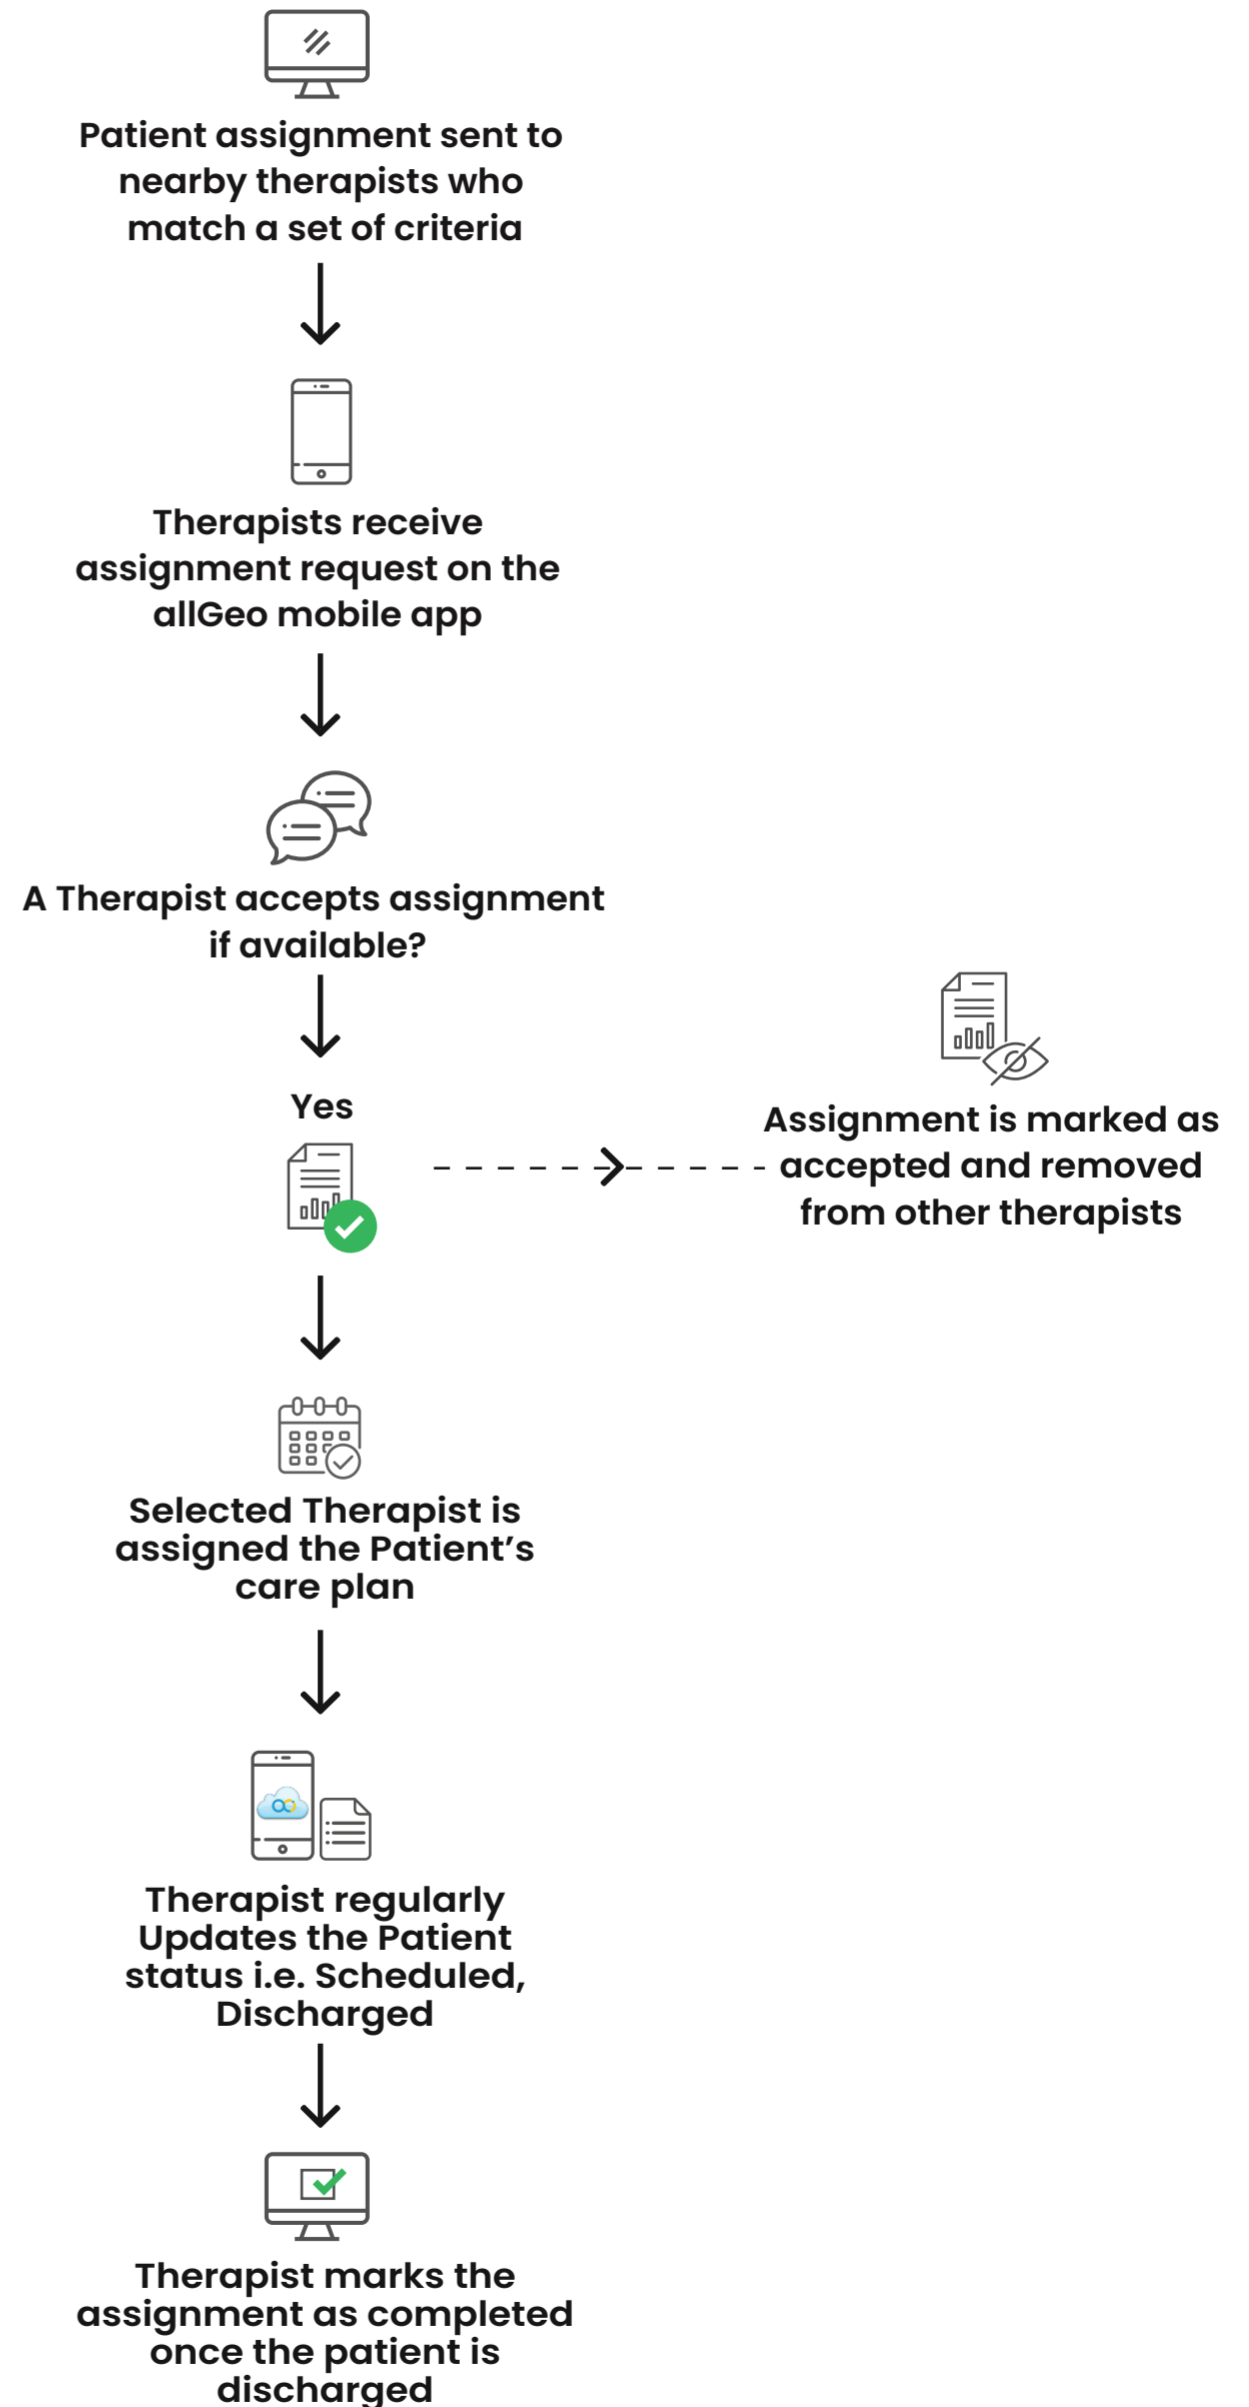 Patient assignment sent to
nearby therapists who
match a set of criteria
Therapists receive
assignment request on the
allGeo mobile app
A Therapist accepts assignment
if available?
Yes
Assignment is marked as
accepted and removed
from other therapists
Selected Therapist is
assigned the Patient’s
care plan
Therapist regularly
Updates the Patient
status i.e. Scheduled,
Discharged
Therapist marks the
assignment as completed
once the patient is
discharged